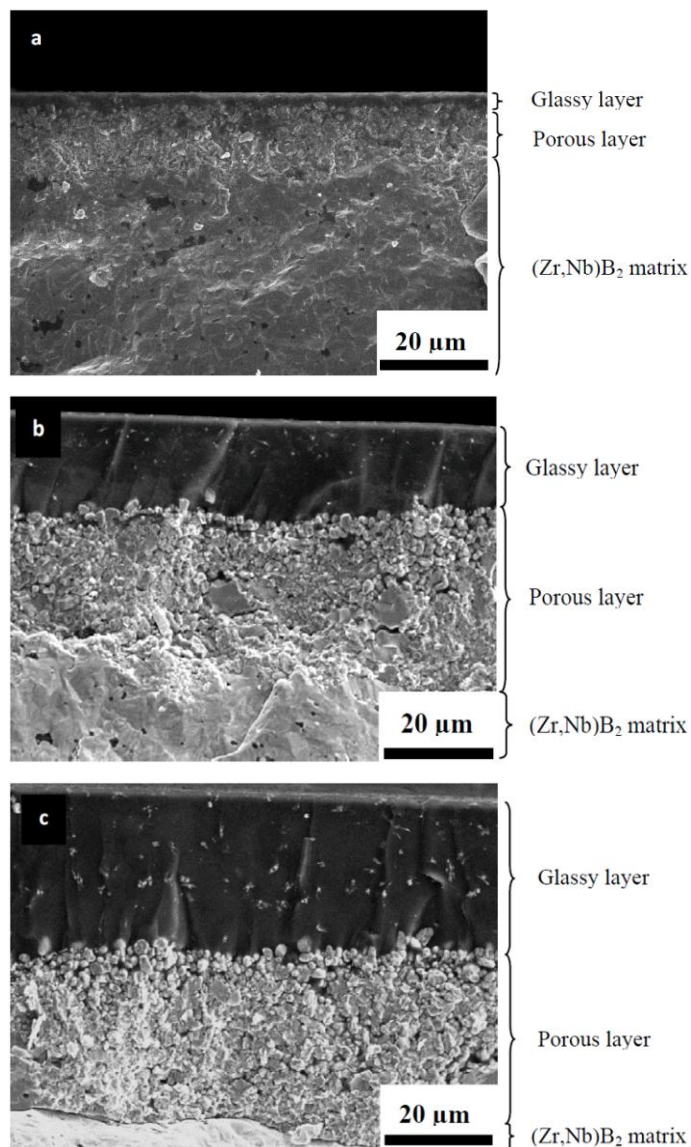 a
Glassy layer
Porous layer
(Zr,Nb)B₂ matrix
20 µm
b
Glassy layer
Porous layer
20 µm
(Zr,Nb)B₂ matrix
c
Glassy layer
Porous layer
20 µm
(Zr,Nb)B₂ matrix